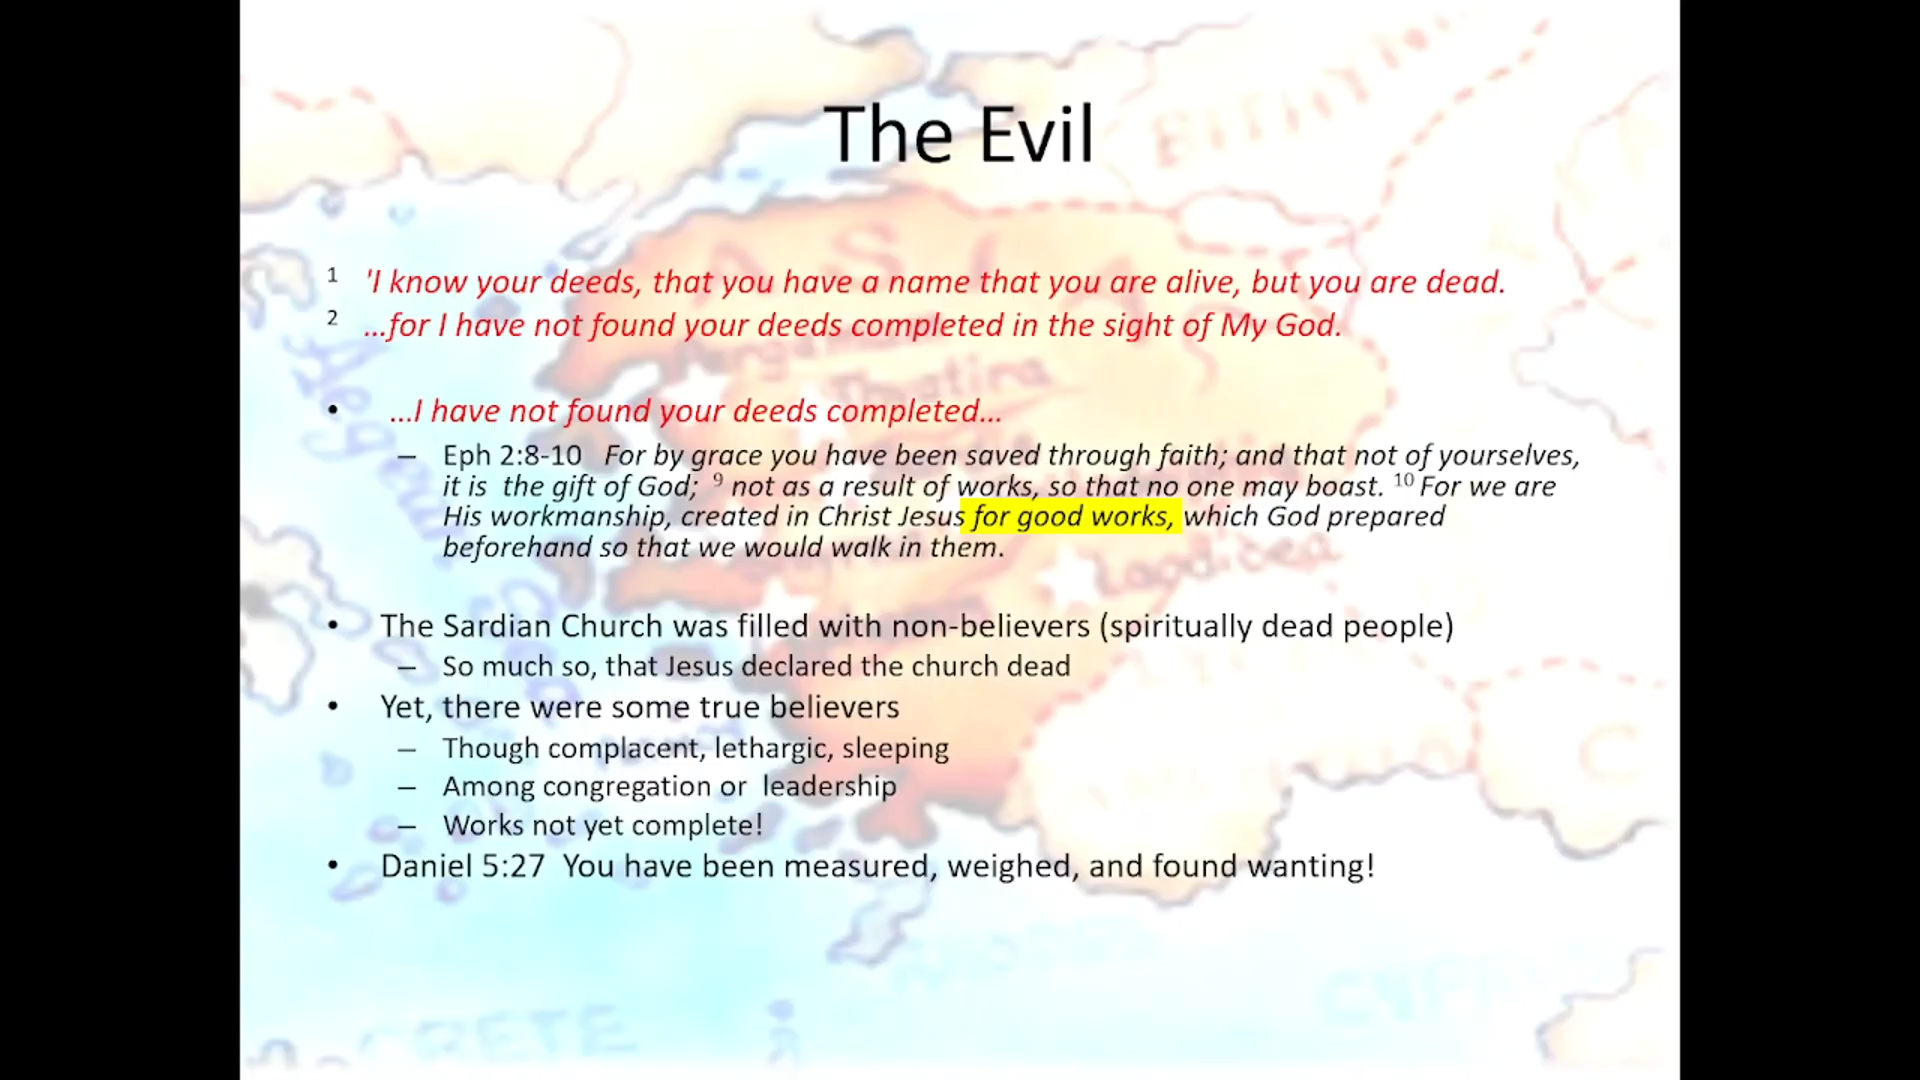 The Evil
1 'I know your deeds, that you have a name that you are alive, but you are dead.
2 ...for I have not found your deeds completed in the sight of My God.
• ...I have not found your deeds completed...
– Eph 2:8-10 For by grace you have been saved through faith; and that not of yourselves,
it is the gift of God; 9 not as a result of works, so that no one may boast. 10 For we are
His workmanship, created in Christ Jesus for good works, which God prepared
beforehand so that we would walk in them.
• The Sardian Church was filled with non-believers (spiritually dead people)
– So much so, that Jesus declared the church dead
• Yet, there were some true believers
– Though complacent, lethargic, sleeping
– Among congregation or leadership
– Works not yet complete!
• Daniel 5:27 You have been measured, weighed, and found wanting!
ASIA
Aegean Sea
Laodicea
CRETE